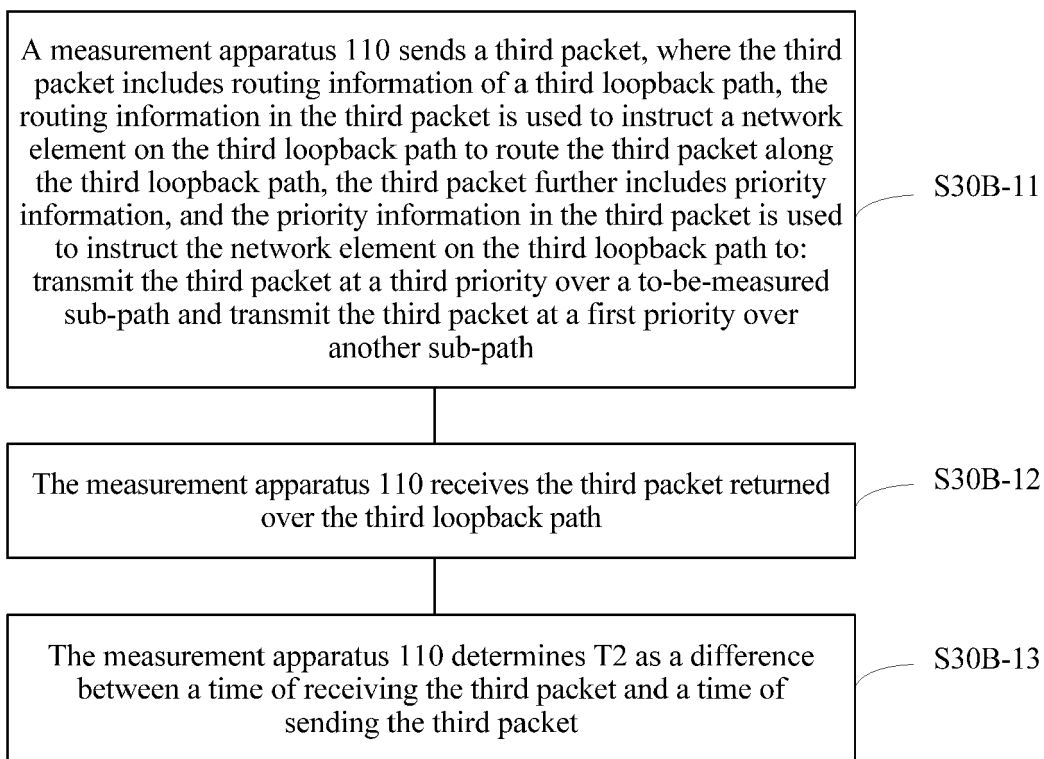 A measurement apparatus 110 sends a third packet, where the third
packet includes routing information of a third loopback path, the
routing information in the third packet is used to instruct a network
element on the third loopback path to route the third packet along
the third loopback path, the third packet further includes priority
information, and the priority information in the third packet is used
to instruct the network element on the third loopback path to:
transmit the third packet at a third priority over a to-be-measured
sub-path and transmit the third packet at a first priority over
another sub-path
S30B-11
The measurement apparatus 110 receives the third packet returned
over the third loopback path
S30B-12
The measurement apparatus 110 determines T2 as a difference
between a time of receiving the third packet and a time of
sending the third packet
S30B-13